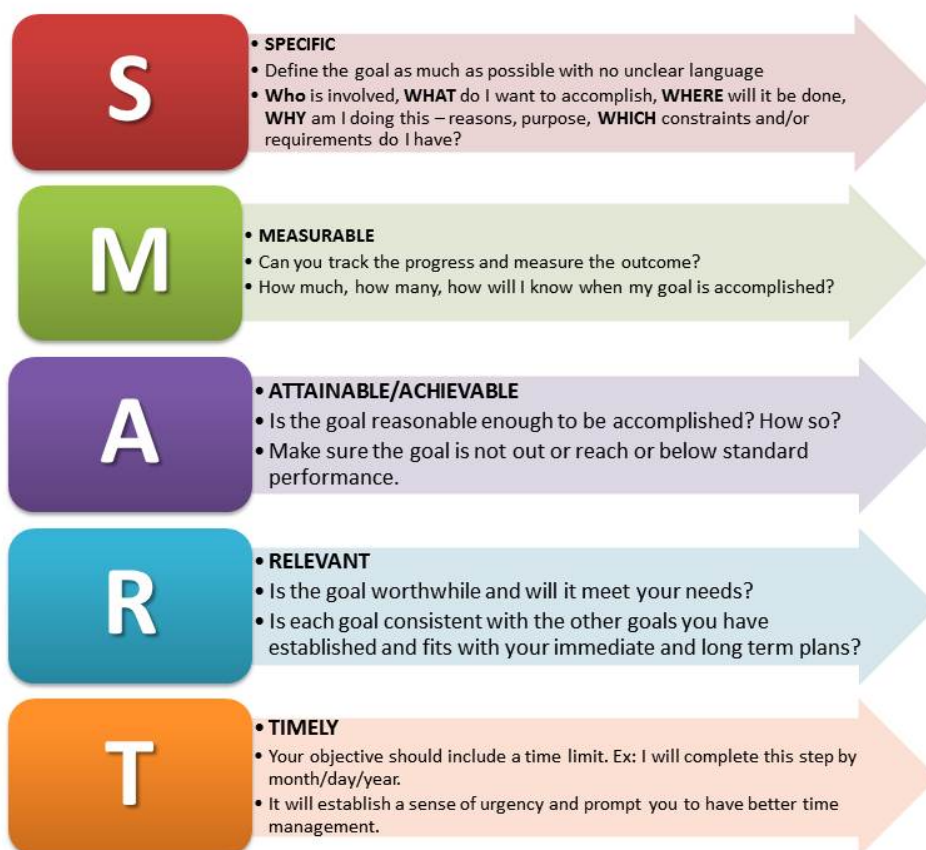 S
• SPECIFIC
• Define the goal as much as possible with no unclear language
• Who is involved, WHAT do I want to accomplish, WHERE will it be done,
WHY am I doing this – reasons, purpose, WHICH constraints and/or
requirements do I have?
M
• MEASURABLE
• Can you track the progress and measure the outcome?
• How much, how many, how will I know when my goal is accomplished?
A
• ATTAINABLE/ACHIEVABLE
• Is the goal reasonable enough to be accomplished? How so?
• Make sure the goal is not out or reach or below standard
performance.
R
• RELEVANT
• Is the goal worthwhile and will it meet your needs?
• Is each goal consistent with the other goals you have
established and fits with your immediate and long term plans?
T
• TIMELY
• Your objective should include a time limit. Ex: I will complete this step by
month/day/year.
• It will establish a sense of urgency and prompt you to have better time
management.